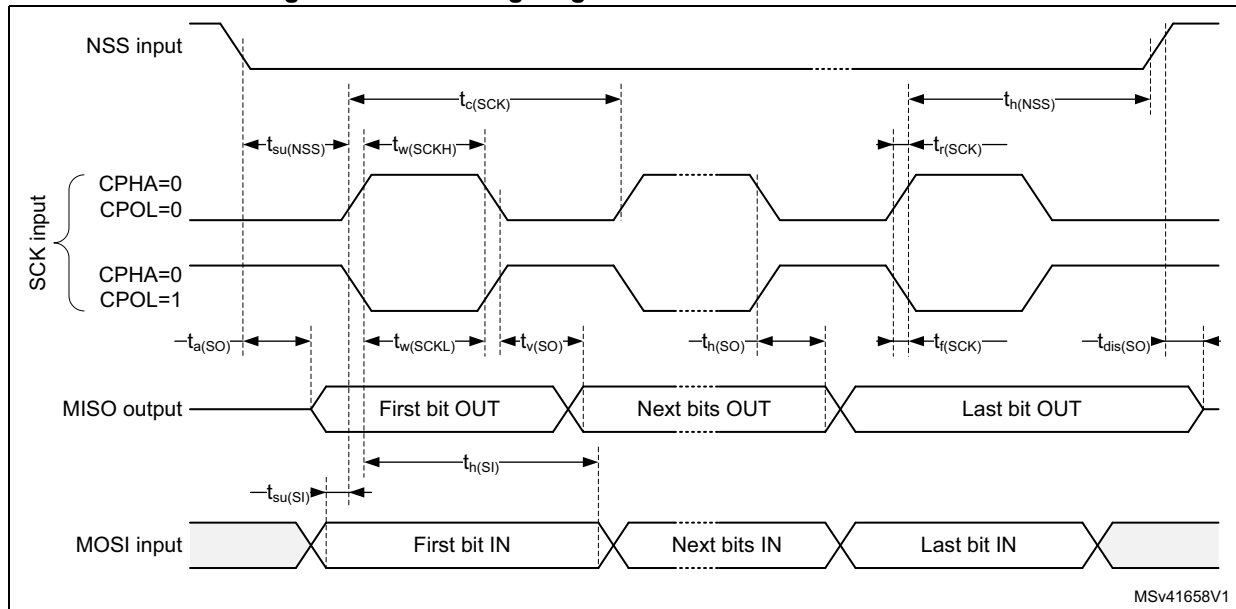 NSS input
tc(SCK)
th(NSS)
tsu(NSS)
tw(SCKH)
tr(SCK)
SCK input
CPHA=0
CPOL=0
CPHA=0
CPOL=1
ta(SO)
tw(SCKL)
tv(SO)
th(SO)
tf(SCK)
tdis(SO)
MISO output
First bit OUT
Next bits OUT
Last bit OUT
th(SI)
tsu(SI)
MOSI input
First bit IN
Next bits IN
Last bit IN
MSv41658V1